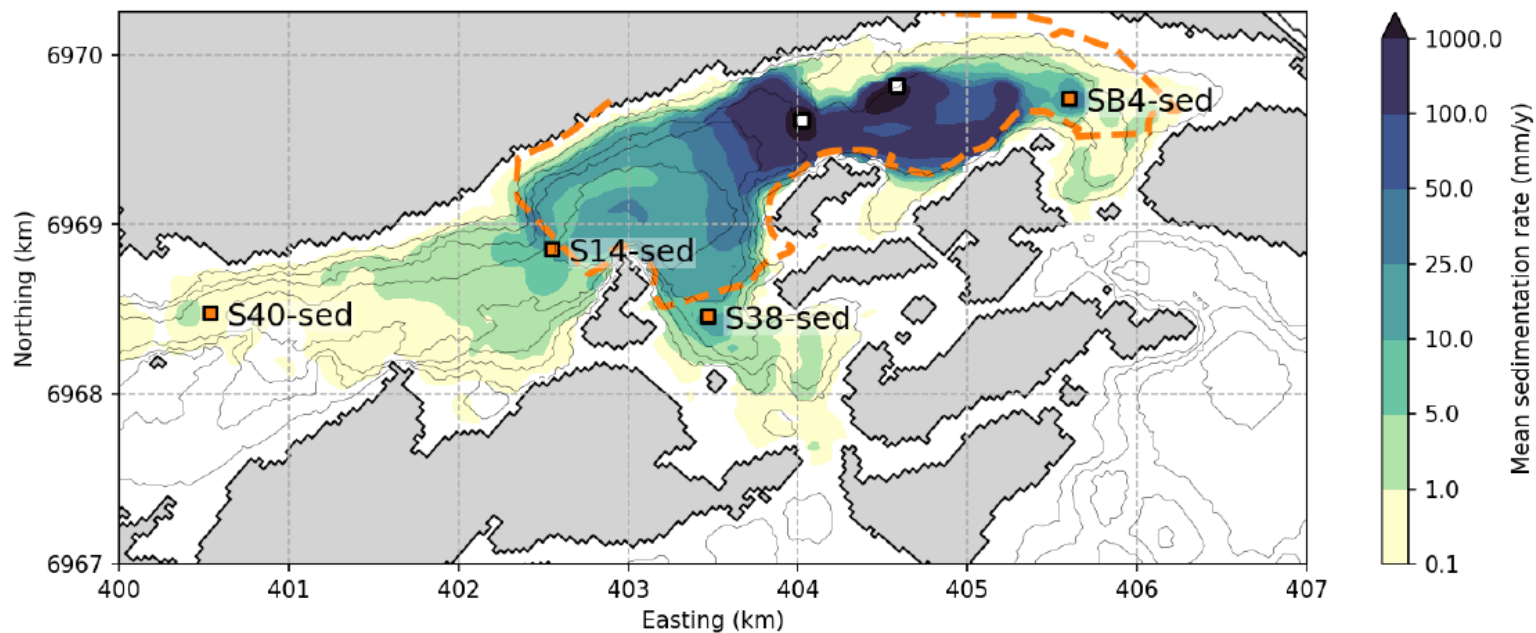 6970
6969
6968
6967
Northing (km)
400
401
402
403
404
405
406
407
Easting (km)
SB4-sed
S14-sed
S40-sed
S38-sed
1000.0
100.0
50.0
25.0
10.0
5.0
1.0
0.1
Mean sedimentation rate (mm/y)